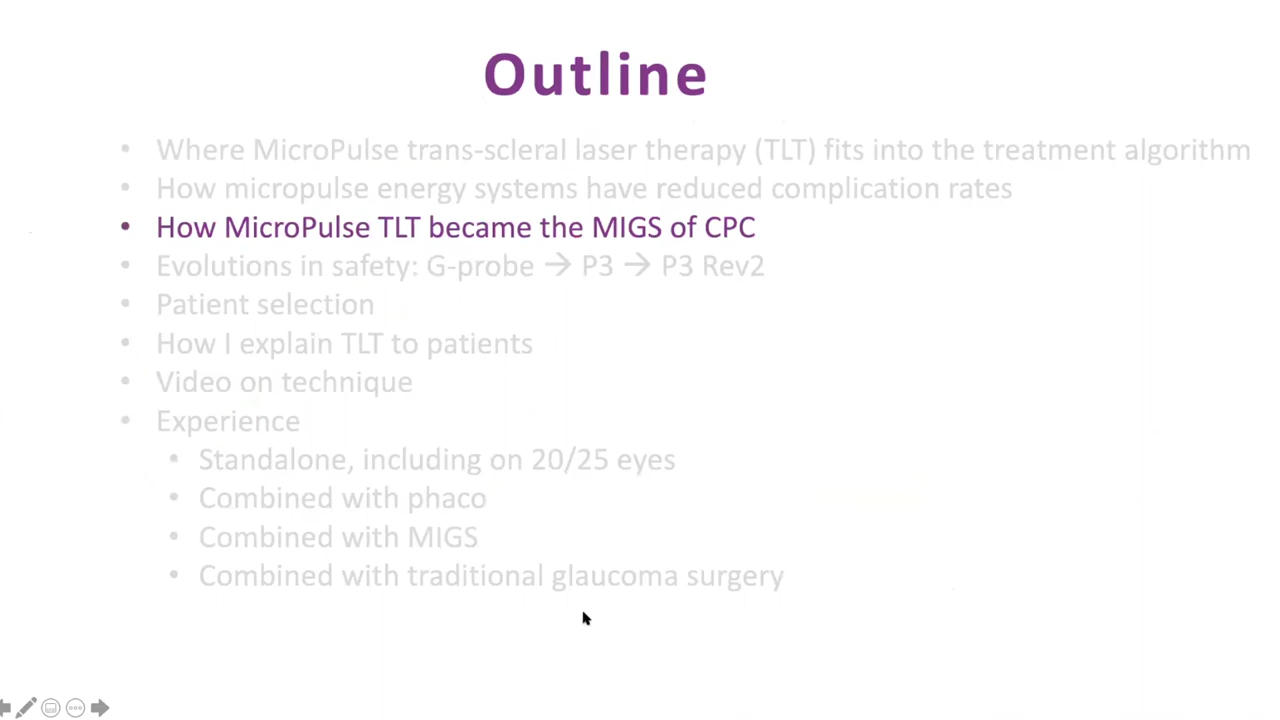 Outline
• Where MicroPulse trans-scleral laser therapy (TLT) fits into the treatment algorithm
• How micropulse energy systems have reduced complication rates
• How MicroPulse TLT became the MIGS of CPC
• Evolutions in safety: G-probe → P3 → P3 Rev2
• Patient selection
• How I explain TLT to patients
• Video on technique
• Experience
• Standalone, including on 20/25 eyes
• Combined with phaco
• Combined with MIGS
• Combined with traditional glaucoma surgery